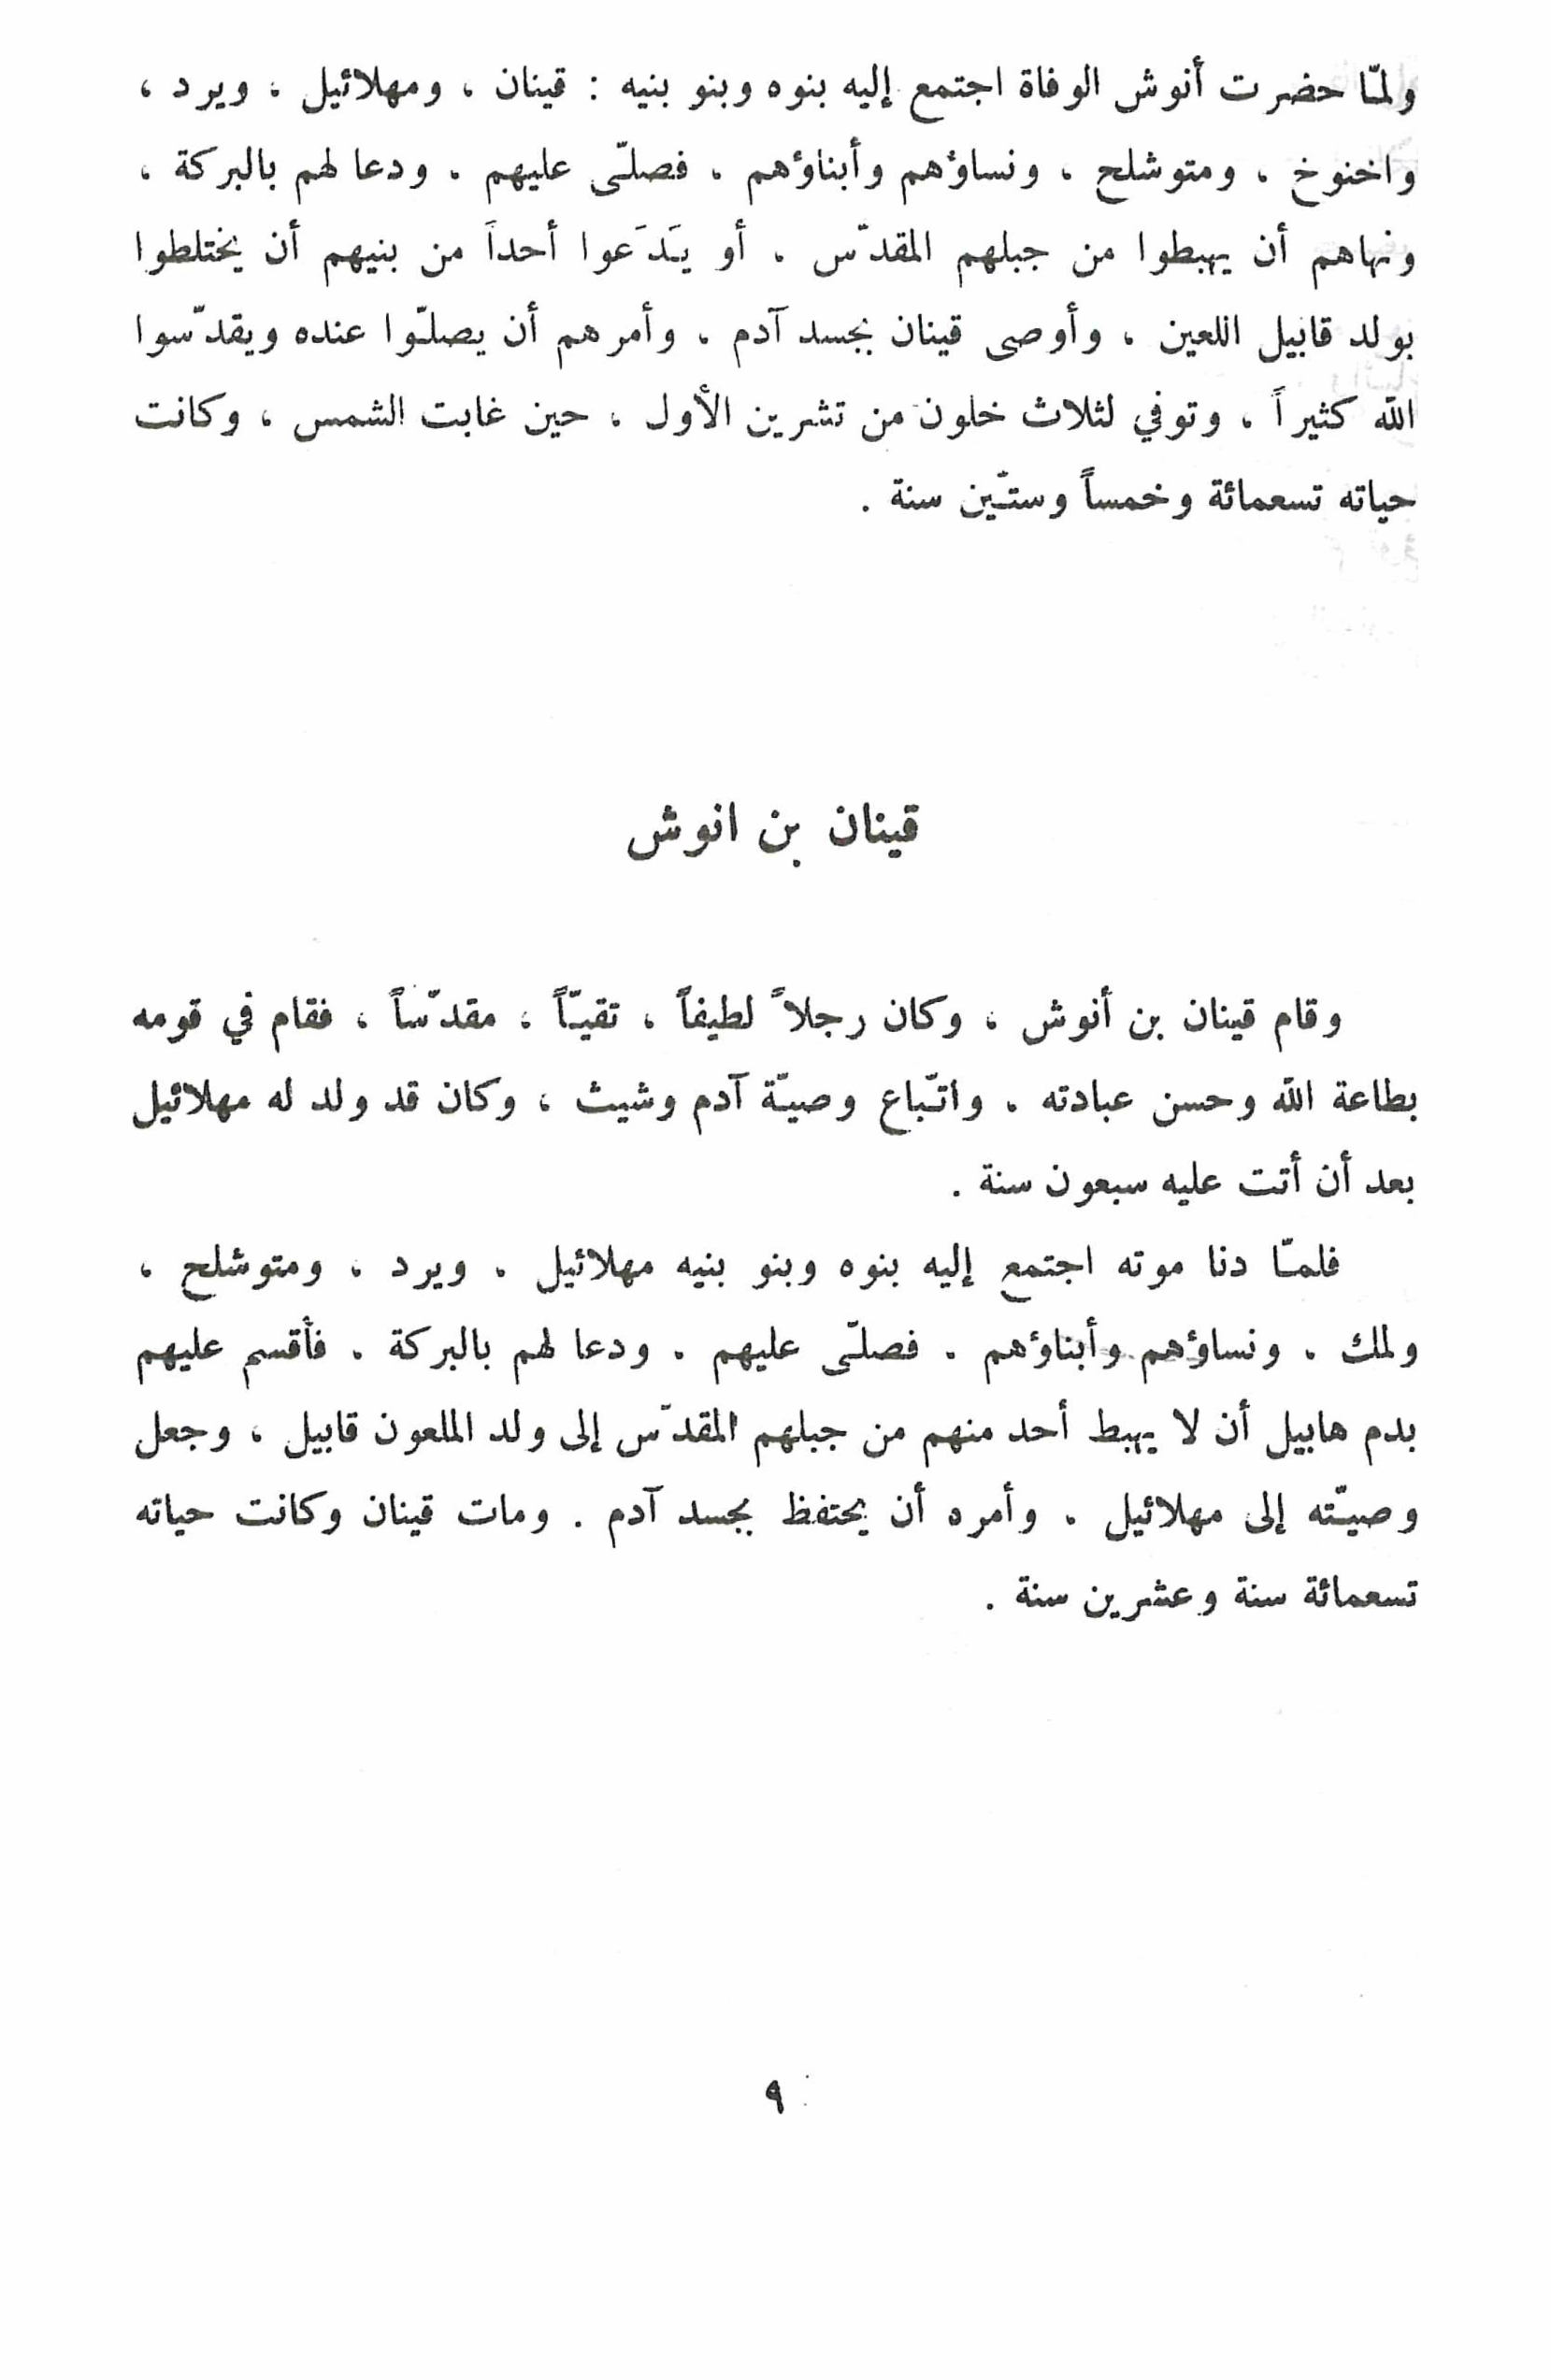 ولمّا حضرت أنوش الوفاة اجتمع إليه بنوه وبنو بنيه : قينان ، ومهلائيل ، ويرد ،
واخنوخ ، ومتوشلح ، ونساؤهم وأبناؤهم ، فصلّى عليهم ، ودعا لهم بالبركة ،
ونهاهم أن يهبطوا من جبلهم المقدّس ، أو يَدَعوا أحداً من بنيهم أن يختلطوا
بولد قابيل اللعين ، وأوصى قينان بجسد آدم ، وأمرهم أن يصلّوا عنده ويقدّسوا
اللّه كثيراً ، وتوفي لثلاث خلون من تشرين الأول ، حين غابت الشمس ، وكانت
حياته تسعمائة وخمساً وستّين سنة .
قينان بن انوش
وقام قينان بن أنوش ، وكان رجلاً لطيفاً ، تقيّاً ، مقدّساً ، فقام في قومه
بطاعة اللّه وحسن عبادته ، واتّباع وصيّة آدم وشيث ، وكان قد ولد له مهلائيل
بعد أن أتت عليه سبعون سنة .
فلمّا دنا موته اجتمع إليه بنوه وبنو بنيه مهلائيل ، ويرد ، ومتوشلح ،
ولمك ، ونساؤهم وأبناؤهم ، فصلّى عليهم ، ودعا لهم بالبركة ، فأقسم عليهم
بدم هابيل أن لا يهبط أحد منهم من جبلهم المقدّس إلى ولد الملعون قابيل ، وجعل
وصيّته إلى مهلائيل ، وأمره أن يحتفظ بجسد آدم . ومات قينان وكانت حياته
تسعمائة سنة وعشرين سنة .
٩